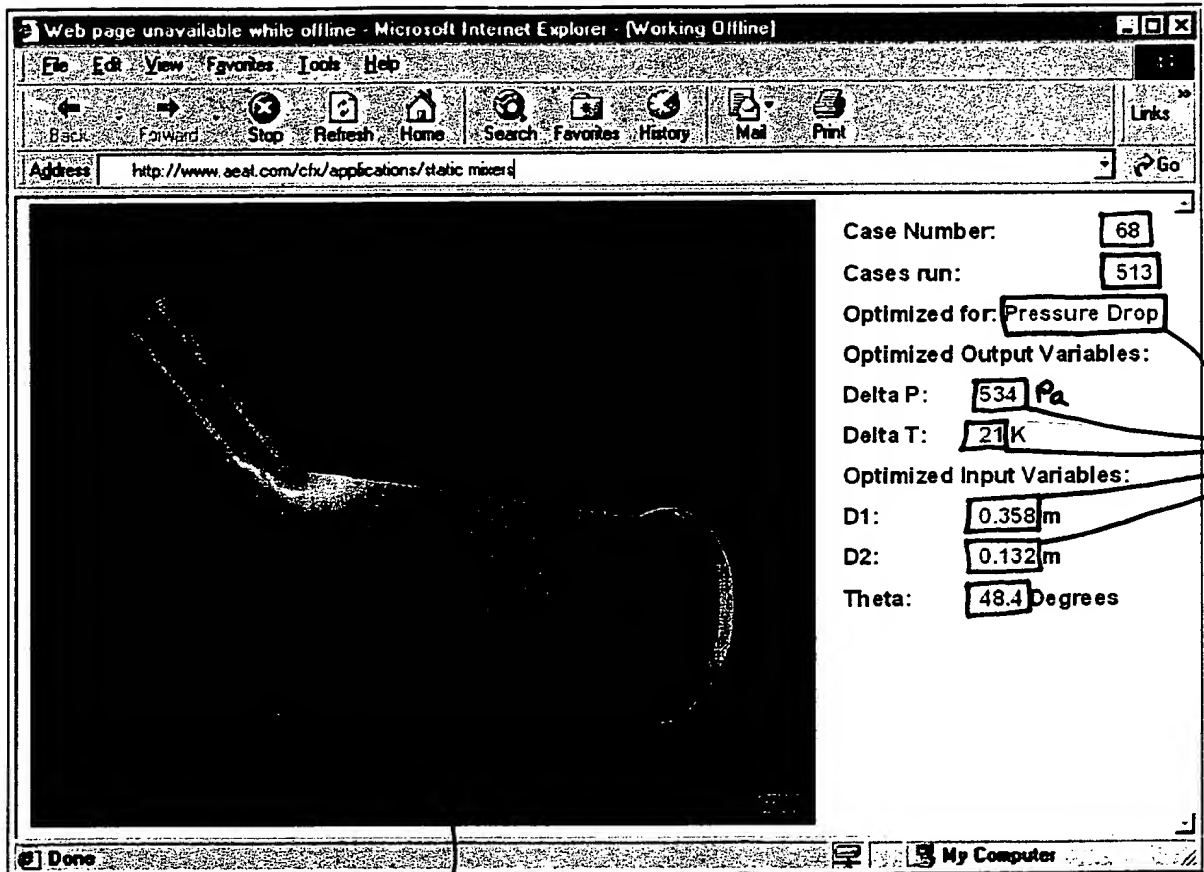 Web page unavailable while offline - Microsoft Internet Explorer - [Working Offline]
File Edit View Favorites Tools Help
Back Forward Stop Refresh Home Search Favorites History Mail Print Links
Address http://www.aeat.com/cfx/applications/static mixers Go
Case Number: 68
Cases run: 513
Optimized for: Pressure Drop
Optimized Output Variables:
Delta P: 534 Pa
Delta T: 21 K
Optimized Input Variables:
D1: 0.358 m
D2: 0.132 m
Theta: 48.4 Degrees
Done My Computer